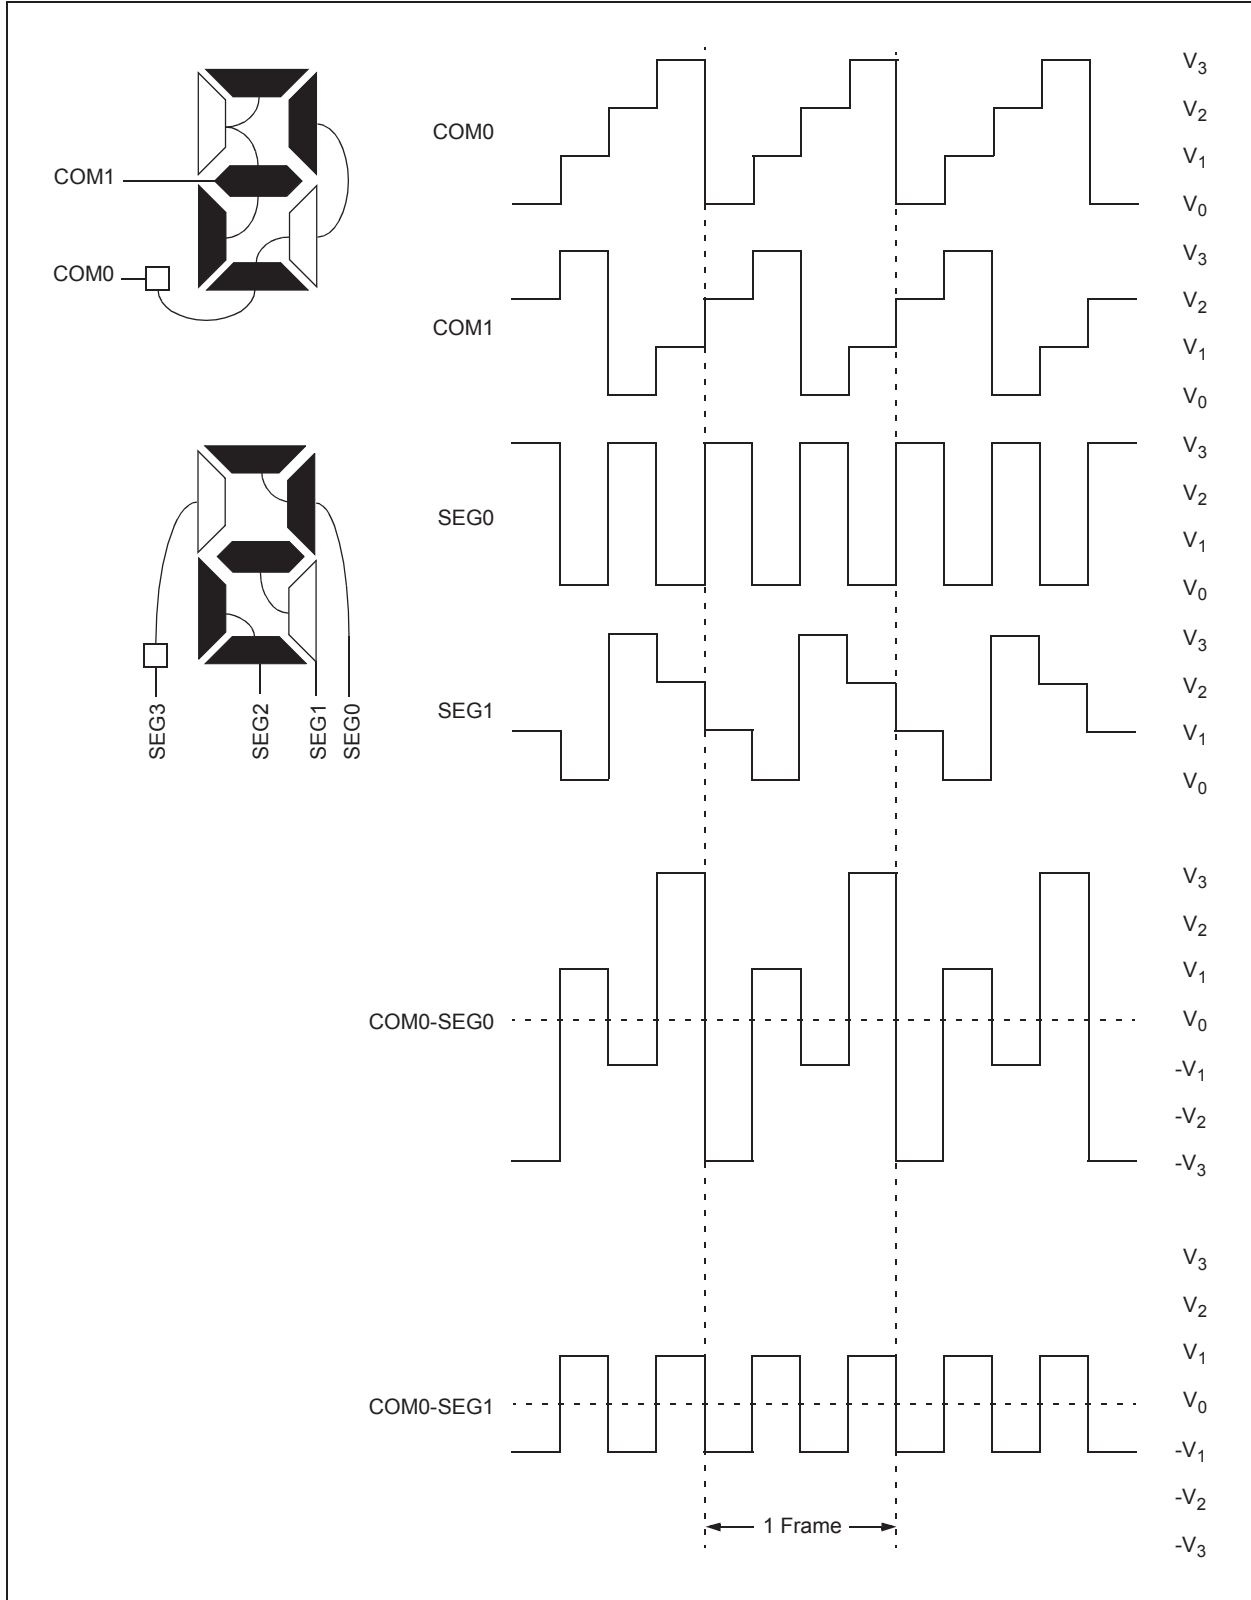 COM1
COM0
SEG3
SEG2
SEG1
SEG0
COM0
V3
V2
V1
V0
COM1
V3
V2
V1
V0
SEG0
V3
V2
V1
V0
SEG1
V3
V2
V1
V0
COM0-SEG0
V3
V2
V1
V0
-V1
-V2
-V3
COM0-SEG1
V3
V2
V1
V0
-V1
-V2
-V3
1 Frame